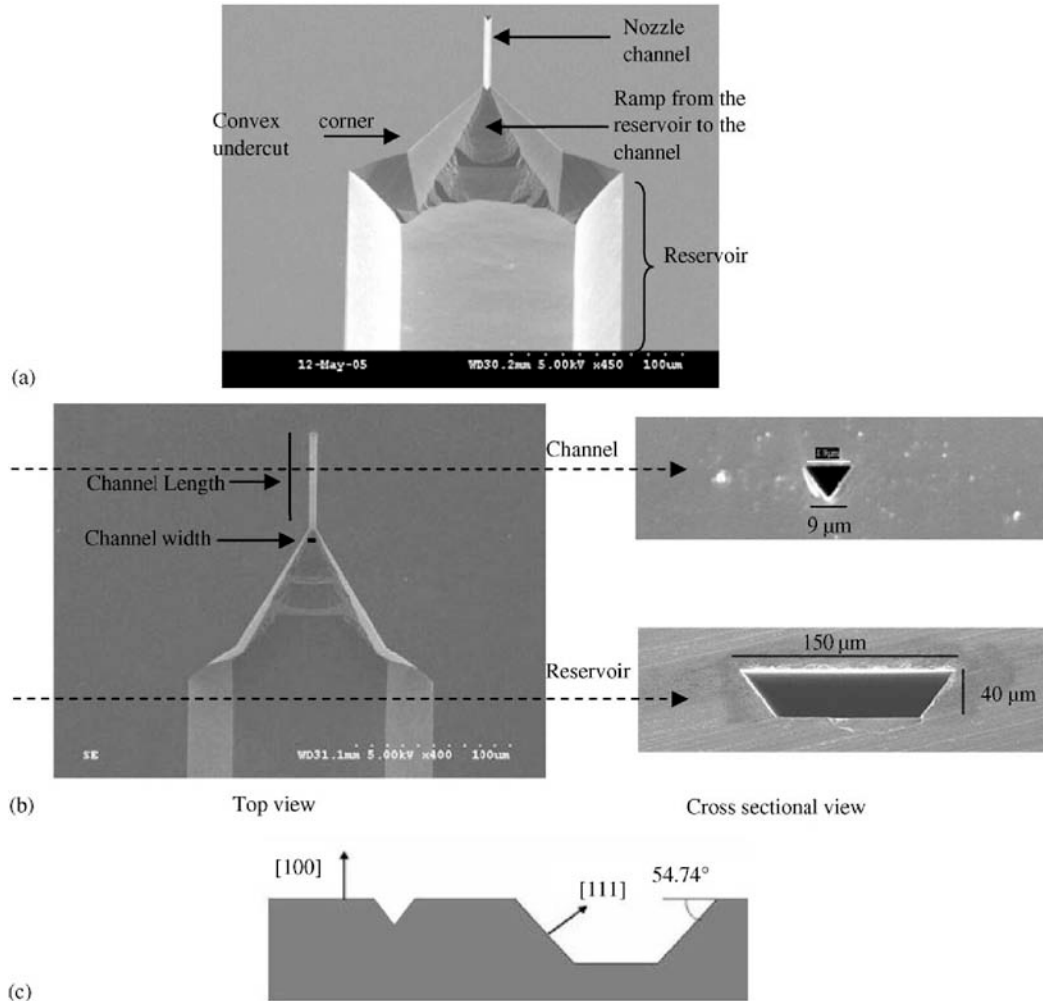 Nozzle
channel
Ramp from the
reservoir to the
channel
Convex corner
undercut
Reservoir
12-May-05 WD30.2mm 5.00kV x450 100um
(a)
Channel
Channel Length
9 µm
Channel width
150 µm
Reservoir
40 µm
SE WD31.1mm 5.00kV x400 100um
(b)
Top view
Cross sectional view
[100]
[111]
54.74°
(c)